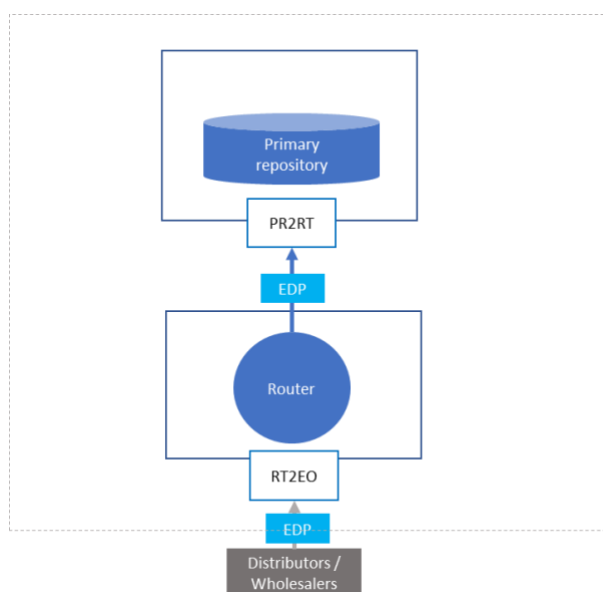 Primary
repository
PR2RT
EDP
Router
RT2EO
EDP
Distributors /
Wholesalers